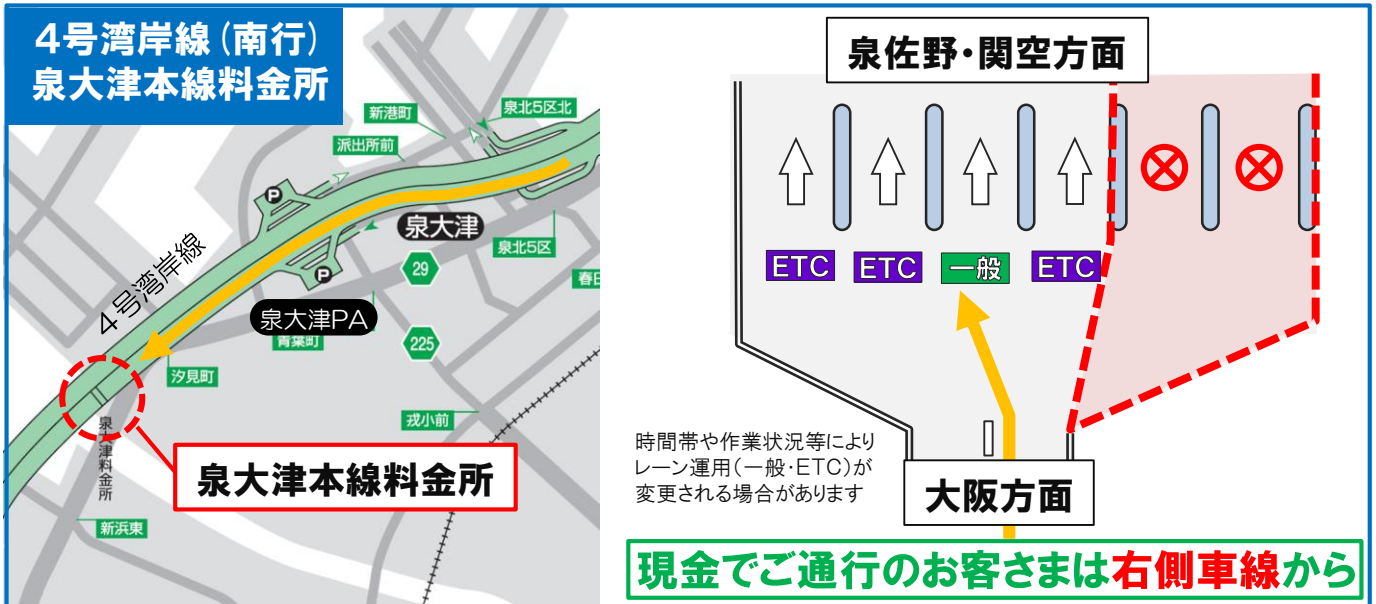 4号湾岸線(南行)
泉大津本線料金所
新港町
泉北5区北
派出所前
P
泉大津
泉北5区
29
春日
P
4号湾岸線
泉大津PA
青葉町
225
汐見町
戎小前
泉大津料金所
泉大津本線料金所
新浜東
泉佐野・関空方面
ETC
ETC
一般
ETC
時間帯や作業状況等により
レーン運用(一般・ETC)が
変更される場合があります
大阪方面
現金でご通行のお客さまは右側車線から